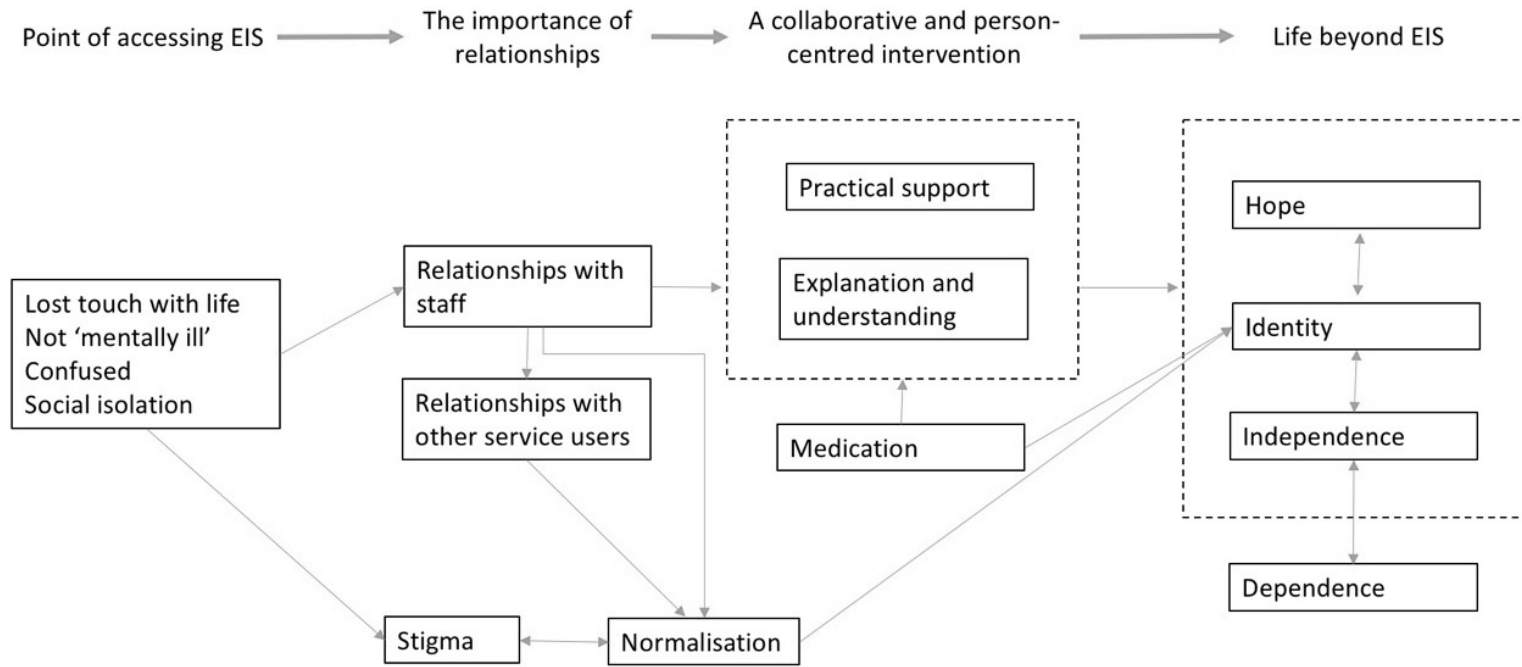 Point of accessing EIS
The importance of
relationships
A collaborative and person-
centred intervention
Life beyond EIS
Lost touch with life
Not ‘mentally ill’
Confused
Social isolation
Relationships with
staff
Relationships with
other service users
Stigma
Normalisation
Practical support
Explanation and
understanding
Medication
Hope
Identity
Independence
Dependence